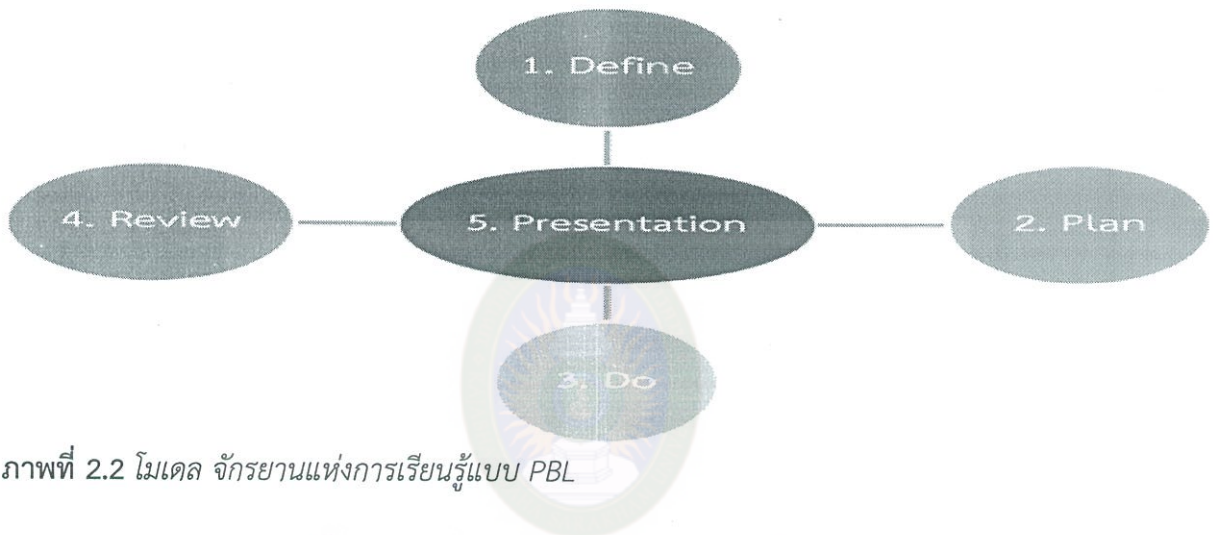 1. Define
4. Review
5. Presentation
2. Plan
3. Do
ภาพที่ 2.2 โมเดล จักรยานแห่งการเรียนรู้แบบ PBL